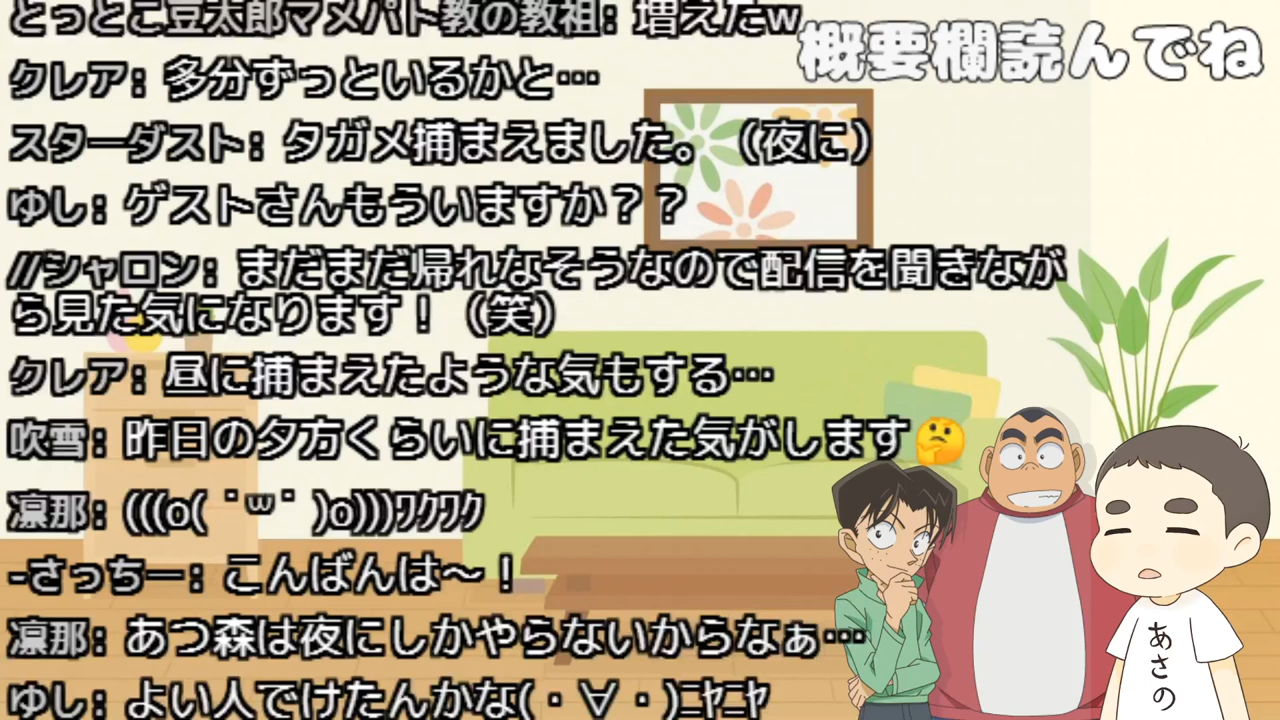 とっとこ豆太郎マメパト教の教祖: 増えたw
概要欄読んでね
クレア: 多分ずっといるかと…
スターダスト: タガメ捕まえました。（夜に）
ゆし: ゲストさんもういますか？？
//シャロン: まだまだ帰れなそうなので配信を聞きなが
ら見た気になります！（笑）
クレア: 昼に捕まえたような気もする…
吹雪: 昨日の夕方くらいに捕まえた気がします🤔
凛那: (((o( ˙꒳˙ )o)))ﾜｸﾜｸ
-さっちー: こんばんは〜！
凛那: あつ森は夜にしかやらないからなぁ…
ゆし: よい人でけたんかな(・∀・)ﾆﾔﾆﾔ
あさの